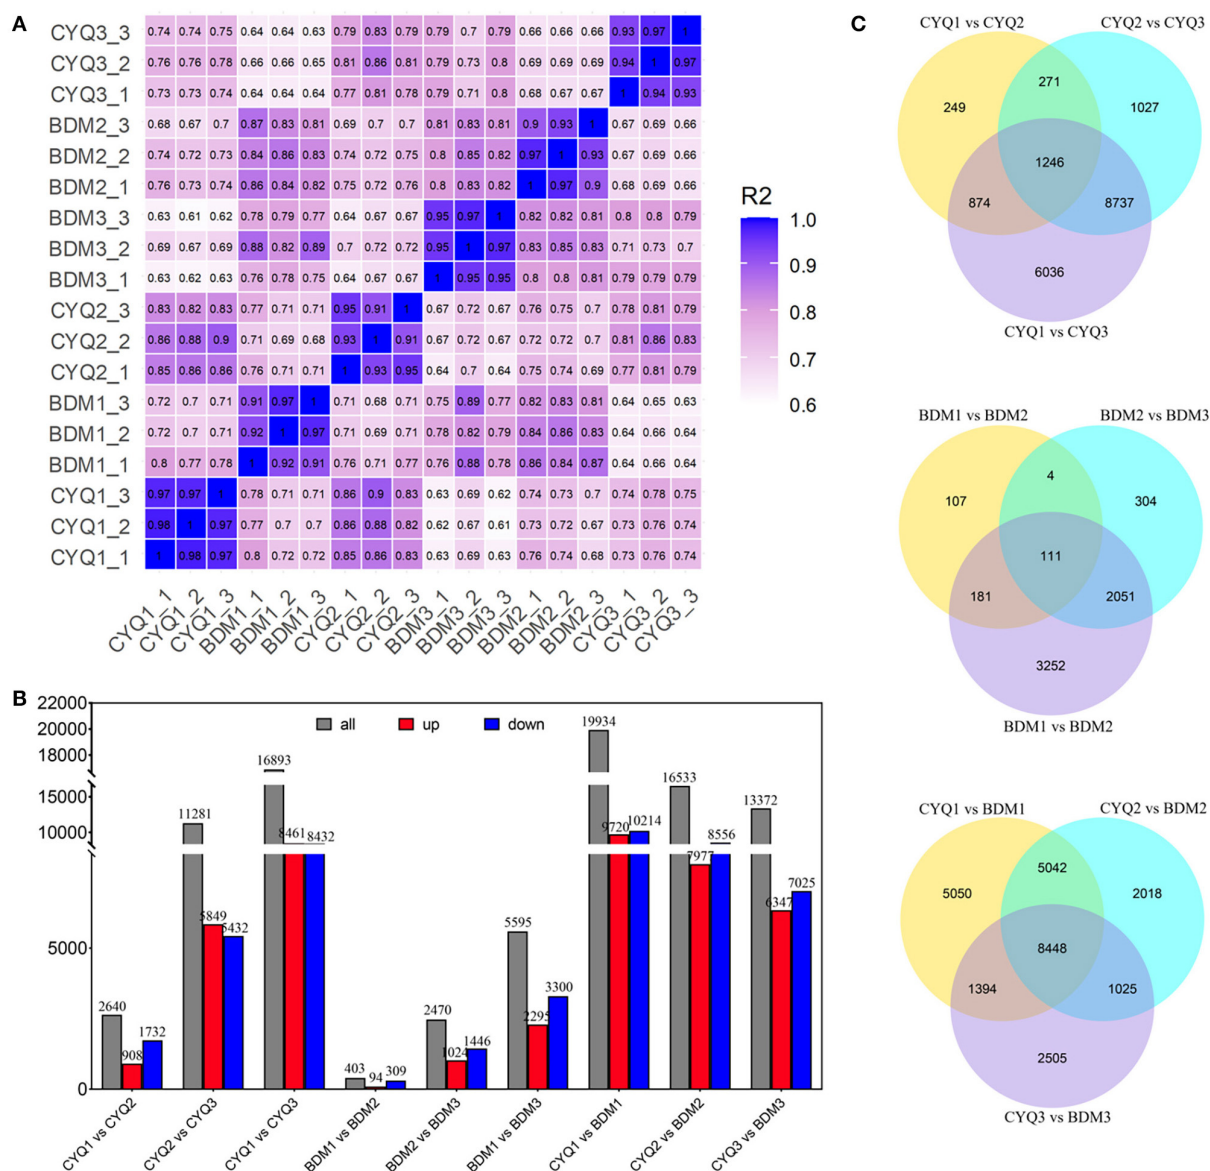 A
CYQ3_3 0.74 0.74 0.75 0.64 0.64 0.63 0.79 0.83 0.79 0.79 0.7 0.79 0.66 0.66 0.66 0.93 0.97 1
CYQ3_2 0.76 0.76 0.78 0.66 0.66 0.65 0.81 0.86 0.81 0.79 0.73 0.8 0.69 0.69 0.69 0.94 1 0.97
CYQ3_1 0.73 0.73 0.74 0.64 0.64 0.64 0.77 0.81 0.78 0.79 0.71 0.8 0.68 0.67 0.67 1 0.94 0.93
BDM2_3 0.68 0.67 0.7 0.87 0.83 0.81 0.69 0.7 0.7 0.81 0.83 0.81 0.9 0.93 1 0.67 0.69 0.66
BDM2_2 0.74 0.72 0.73 0.84 0.86 0.83 0.74 0.72 0.75 0.8 0.85 0.82 0.97 1 0.93 0.67 0.69 0.66
BDM2_1 0.76 0.73 0.74 0.86 0.84 0.82 0.75 0.72 0.76 0.8 0.83 0.82 1 0.97 0.9 0.68 0.69 0.66
BDM3_3 0.63 0.61 0.62 0.78 0.79 0.77 0.64 0.67 0.67 0.95 0.97 1 0.82 0.82 0.81 0.8 0.8 0.79
BDM3_2 0.69 0.67 0.69 0.88 0.82 0.89 0.7 0.72 0.72 0.95 1 0.97 0.83 0.85 0.83 0.71 0.73 0.7
BDM3_1 0.63 0.62 0.63 0.76 0.78 0.75 0.64 0.67 0.67 1 0.95 0.95 0.8 0.8 0.81 0.79 0.79 0.79
CYQ2_3 0.83 0.82 0.83 0.77 0.71 0.71 0.95 0.91 1 0.67 0.72 0.67 0.76 0.75 0.7 0.78 0.81 0.79
CYQ2_2 0.86 0.88 0.9 0.71 0.69 0.68 0.93 1 0.91 0.67 0.72 0.67 0.72 0.72 0.7 0.81 0.86 0.83
CYQ2_1 0.85 0.86 0.86 0.76 0.71 0.71 1 0.93 0.95 0.64 0.7 0.64 0.75 0.74 0.69 0.77 0.81 0.79
BDM1_3 0.72 0.7 0.71 0.91 0.97 1 0.71 0.68 0.71 0.75 0.89 0.77 0.82 0.83 0.81 0.64 0.65 0.63
BDM1_2 0.72 0.7 0.71 0.92 1 0.97 0.71 0.69 0.71 0.78 0.82 0.79 0.84 0.86 0.83 0.64 0.66 0.64
BDM1_1 0.8 0.77 0.78 1 0.92 0.91 0.76 0.71 0.77 0.76 0.88 0.78 0.86 0.84 0.87 0.64 0.66 0.64
CYQ1_3 0.97 0.97 1 0.78 0.71 0.71 0.86 0.9 0.83 0.63 0.69 0.62 0.74 0.73 0.7 0.74 0.78 0.75
CYQ1_2 0.98 1 0.97 0.77 0.7 0.7 0.86 0.88 0.82 0.62 0.67 0.61 0.73 0.72 0.67 0.73 0.76 0.74
CYQ1_1 1 0.98 0.97 0.8 0.72 0.72 0.85 0.86 0.83 0.63 0.69 0.63 0.76 0.74 0.68 0.73 0.76 0.74
CYQ1_1 CYQ1_2 CYQ1_3 BDM1_1 BDM1_2 BDM1_3 CYQ2_1 CYQ2_2 CYQ2_3 BDM3_1 BDM3_2 BDM3_3 BDM2_1 BDM2_2 BDM2_3 CYQ3_1 CYQ3_2 CYQ3_3
R2
1.0
0.9
0.8
0.7
0.6
B
22000
20000
18000
15000
10000
5000
0
all up down
2640 908 1732
11281 5849 5432
16893 8461 8432
403 94 309
2470 1024 1446
5595 2295 3300
19934 9720 10214
16533 7977 8556
13372 6347 7025
CYQ1 vs CYQ2
CYQ2 vs CYQ3
CYQ1 vs CYQ3
BDM1 vs BDM2
BDM2 vs BDM3
BDM1 vs BDM3
CYQ1 vs BDM1
CYQ2 vs BDM2
CYQ3 vs BDM3
C
CYQ1 vs CYQ2 CYQ2 vs CYQ3
271
249 1027
1246
874 8737
6036
CYQ1 vs CYQ3
BDM1 vs BDM2 BDM2 vs BDM3
4
107 304
111
181 2051
3252
BDM1 vs BDM2
CYQ1 vs BDM1 CYQ2 vs BDM2
5042
5050 2018
8448
1394 1025
2505
CYQ3 vs BDM3